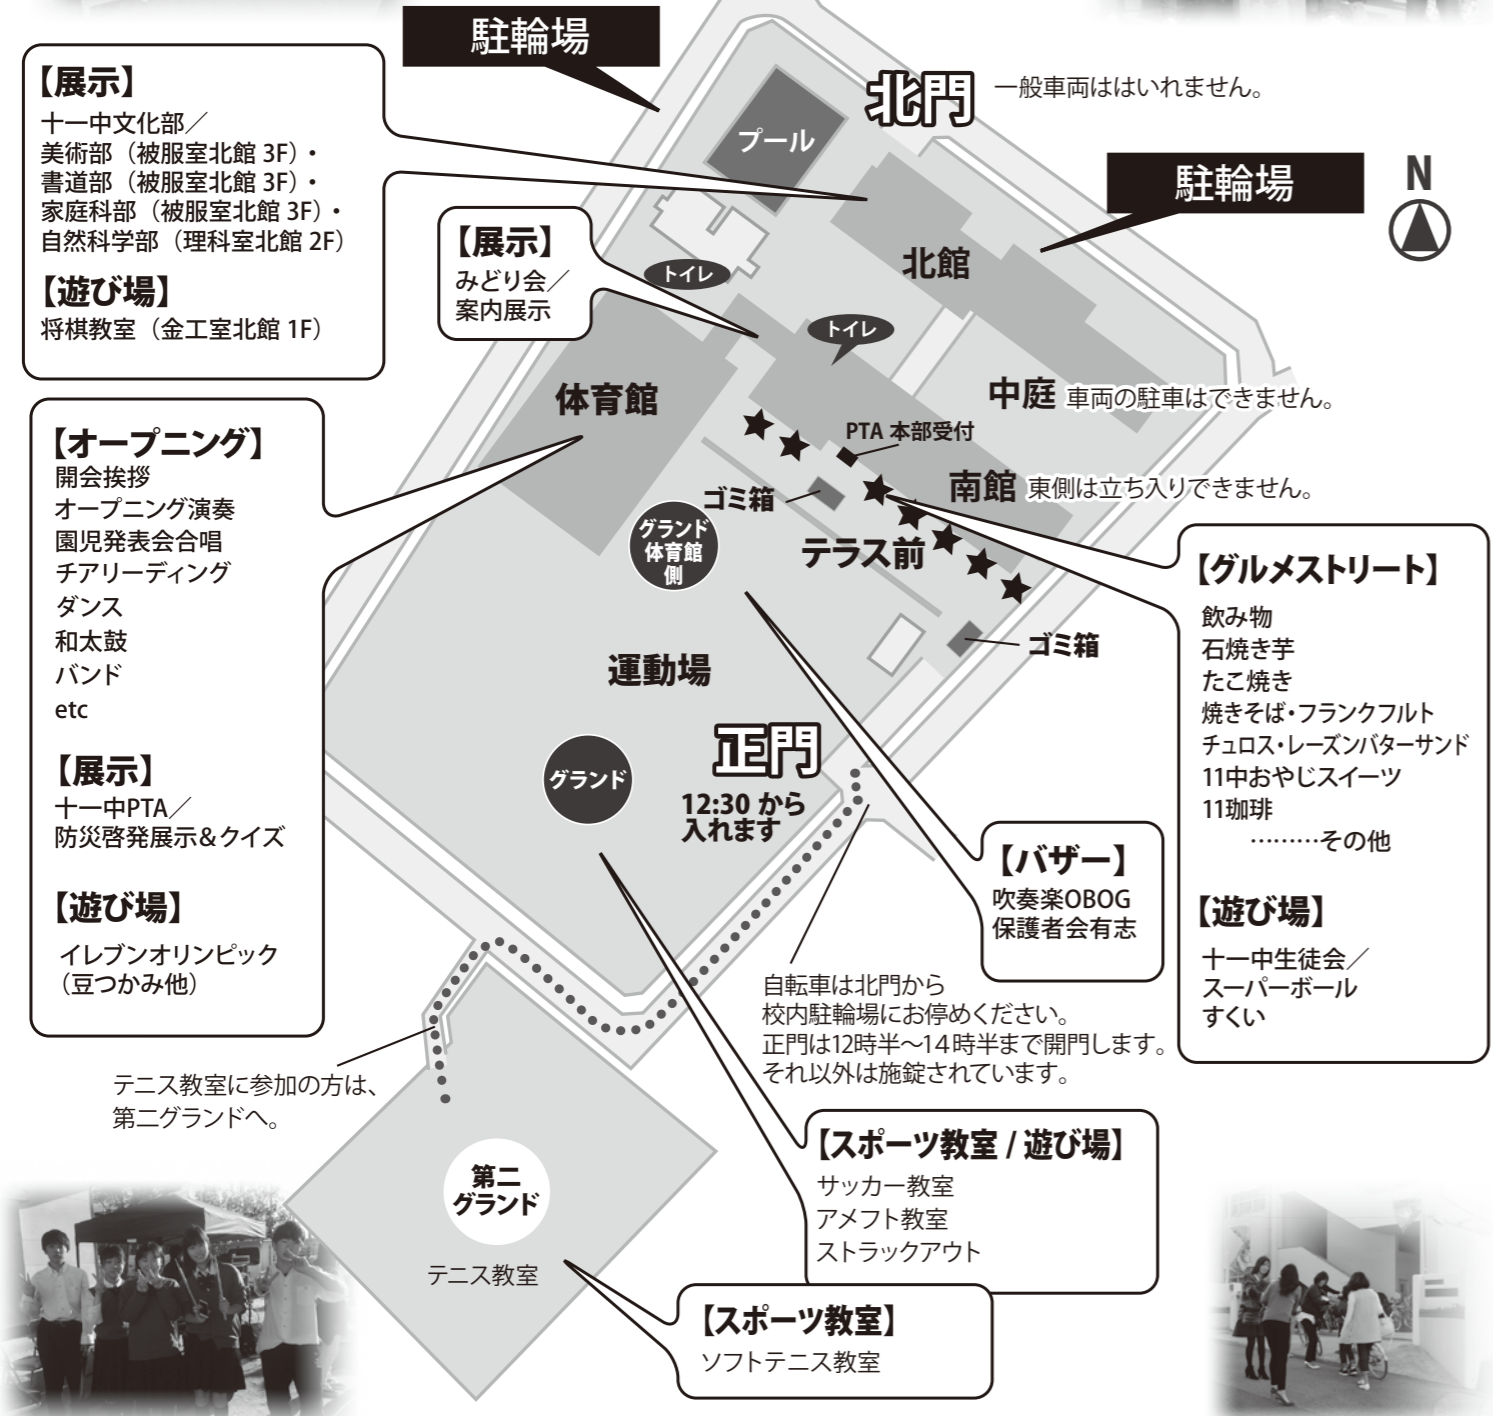 駐輪場
【展示】
十一中文化部／
美術部（被服室北館 3F）・
書道部（被服室北館 3F）・
家庭科部（被服室北館 3F）・
自然科学部（理科室北館 2F）
【遊び場】
将棋教室（金工室北館 1F）
プール
北門
一般車両ははいれません。
駐輪場
N
【展示】
みどり会／
案内展示
トイレ
北館
トイレ
体育館
中庭 車両の駐車はできません。
PTA 本部受付
南館 東側は立ち入りできません。
ゴミ箱
テラス前
グランド
体育館
側
ゴミ箱
運動場
正門
12:30 から
入れます
グランド
【オープニング】
開会挨拶
オープニング演奏
園児発表会合唱
チアリーディング
ダンス
和太鼓
バンド
etc
【展示】
十一中PTA／
防災啓発展示＆クイズ
【遊び場】
イレブンオリンピック
（豆つかみ他）
【グルメストリート】
飲み物
石焼き芋
たこ焼き
焼きそば・フランクフルト
チュロス・レーズンバターサンド
11中おやじスイーツ
11珈琲
………その他
【遊び場】
十一中生徒会／
スーパーボール
すくい
【バザー】
吹奏楽OBOG
保護者会有志
自転車は北門から
校内駐輪場にお停めください。
正門は12時半～14時半まで開門します。
それ以外は施錠されています。
テニス教室に参加の方は、
第二グランドへ。
第二
グランド
テニス教室
【スポーツ教室 / 遊び場】
サッカー教室
アメフト教室
ストラックアウト
【スポーツ教室】
ソフトテニス教室